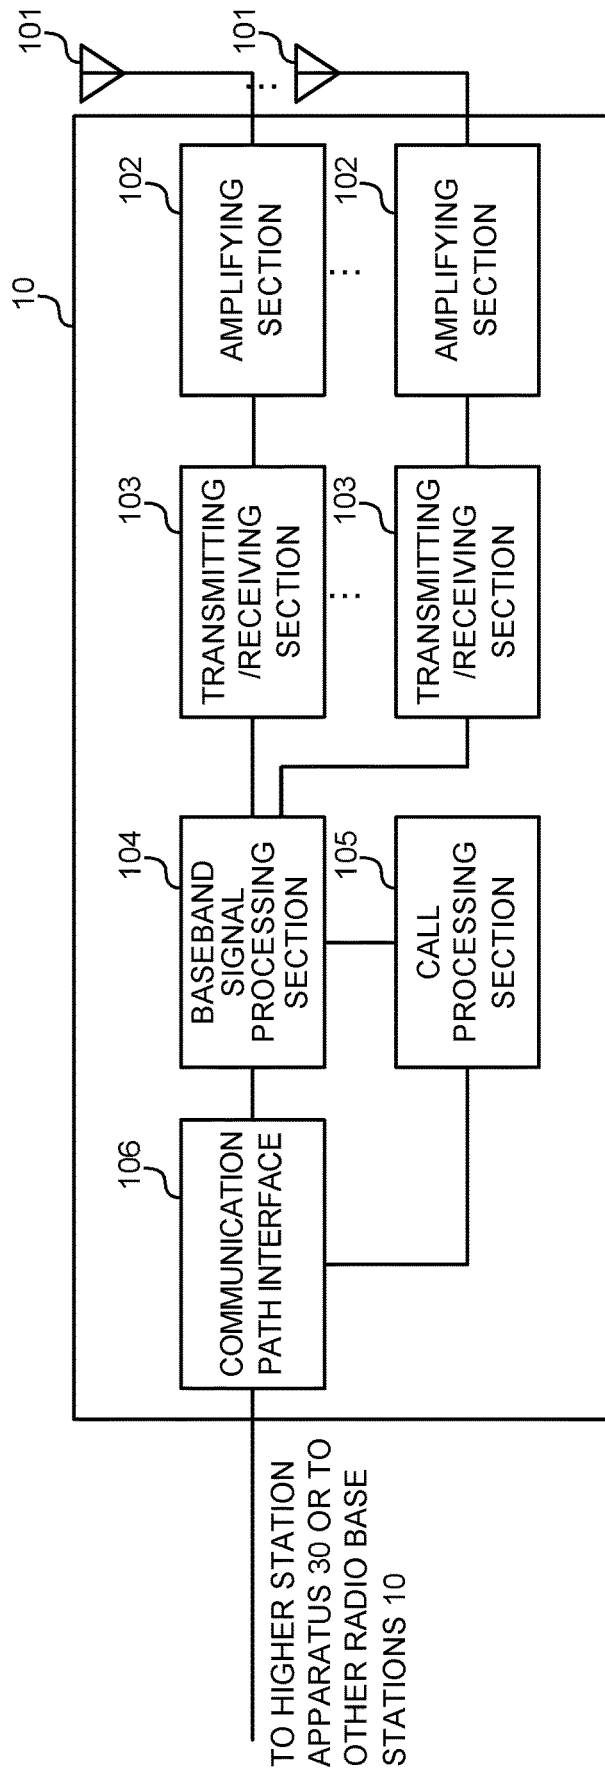 10
101
101
102
AMPLIFYING
SECTION
102
AMPLIFYING
SECTION
...
...
103
TRANSMITTING
/RECEIVING
SECTION
103
TRANSMITTING
/RECEIVING
SECTION
...
104
BASEBAND
SIGNAL
PROCESSING
SECTION
105
CALL
PROCESSING
SECTION
106
COMMUNICATION
PATH INTERFACE
TO HIGHER STATION
APPARATUS 30 OR TO
OTHER RADIO BASE
STATIONS 10